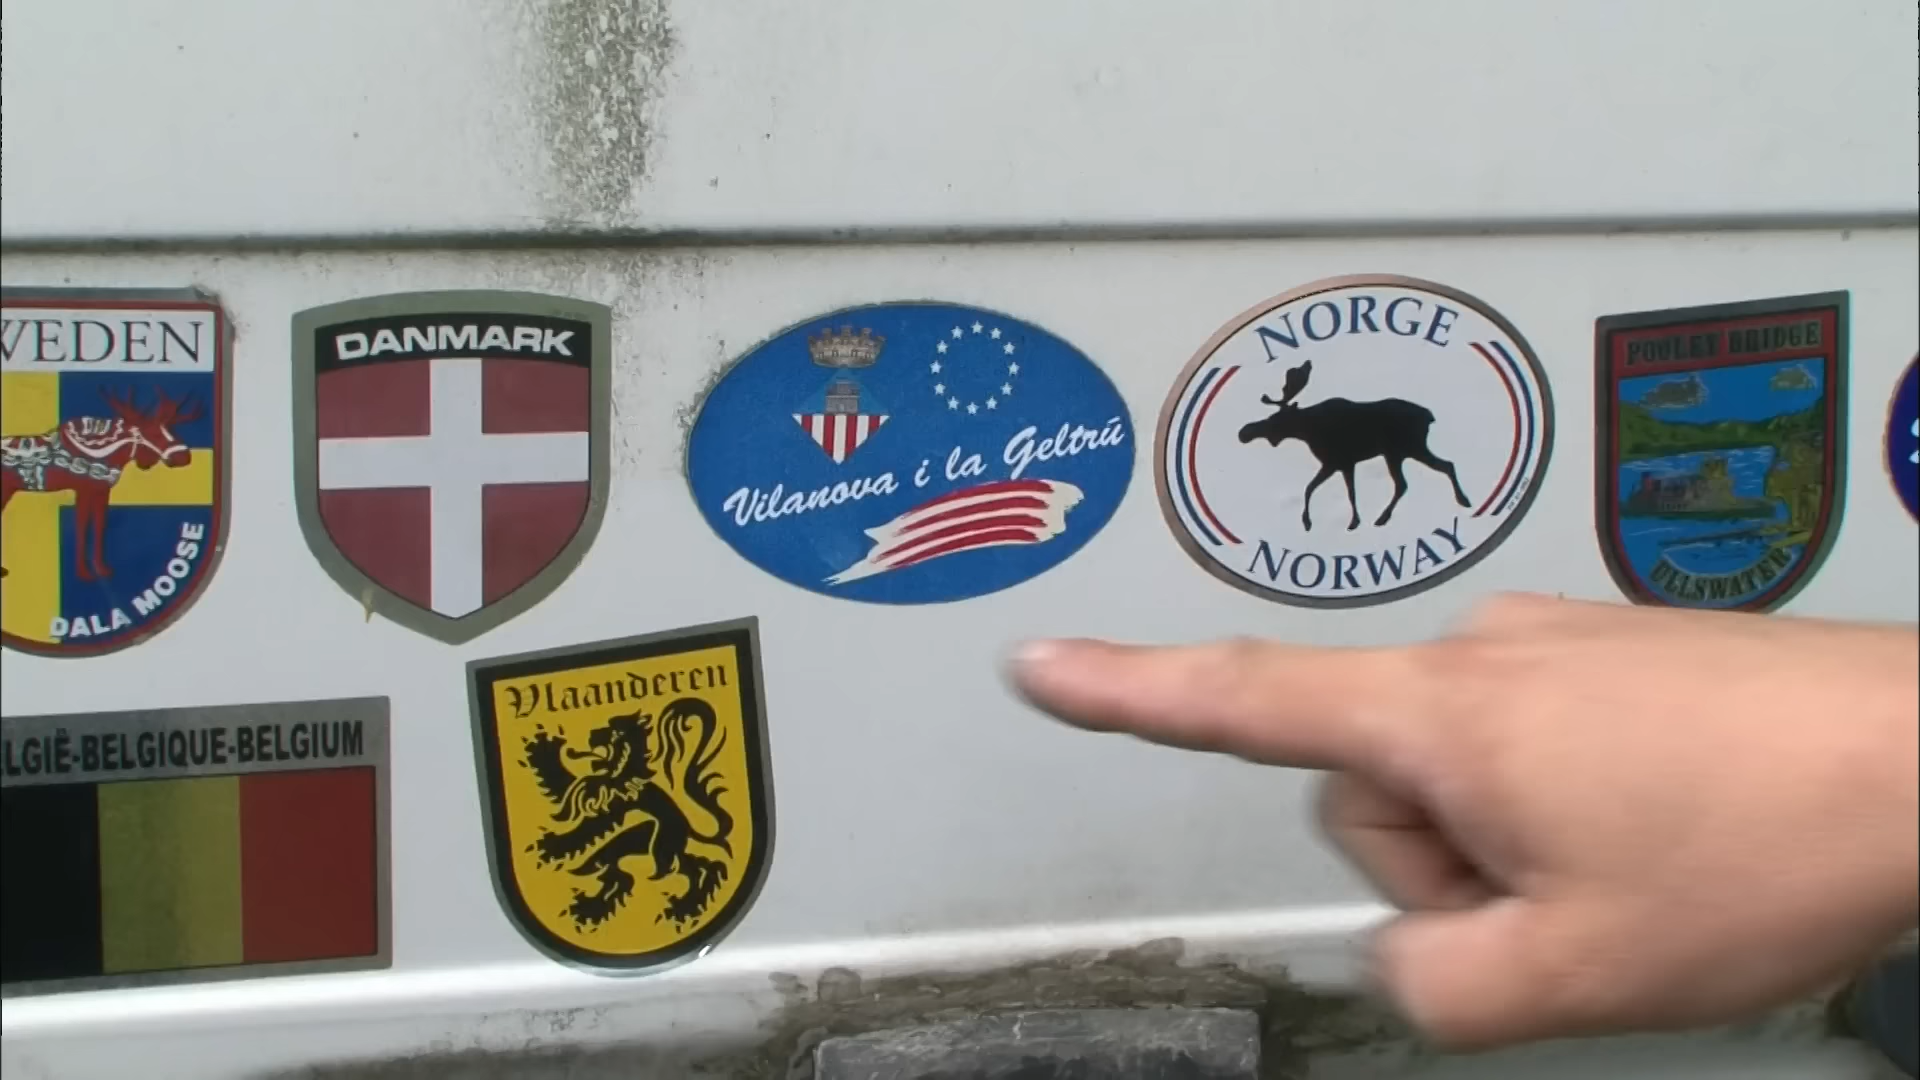 WEDEN
DALA MOOSE
DANMARK
Vilanova i la Geltrú
NORGE
NORWAY
POOLEY BRIDGE
ULLSWATER
LGIË-BELGIQUE-BELGIUM
Vlaanderen